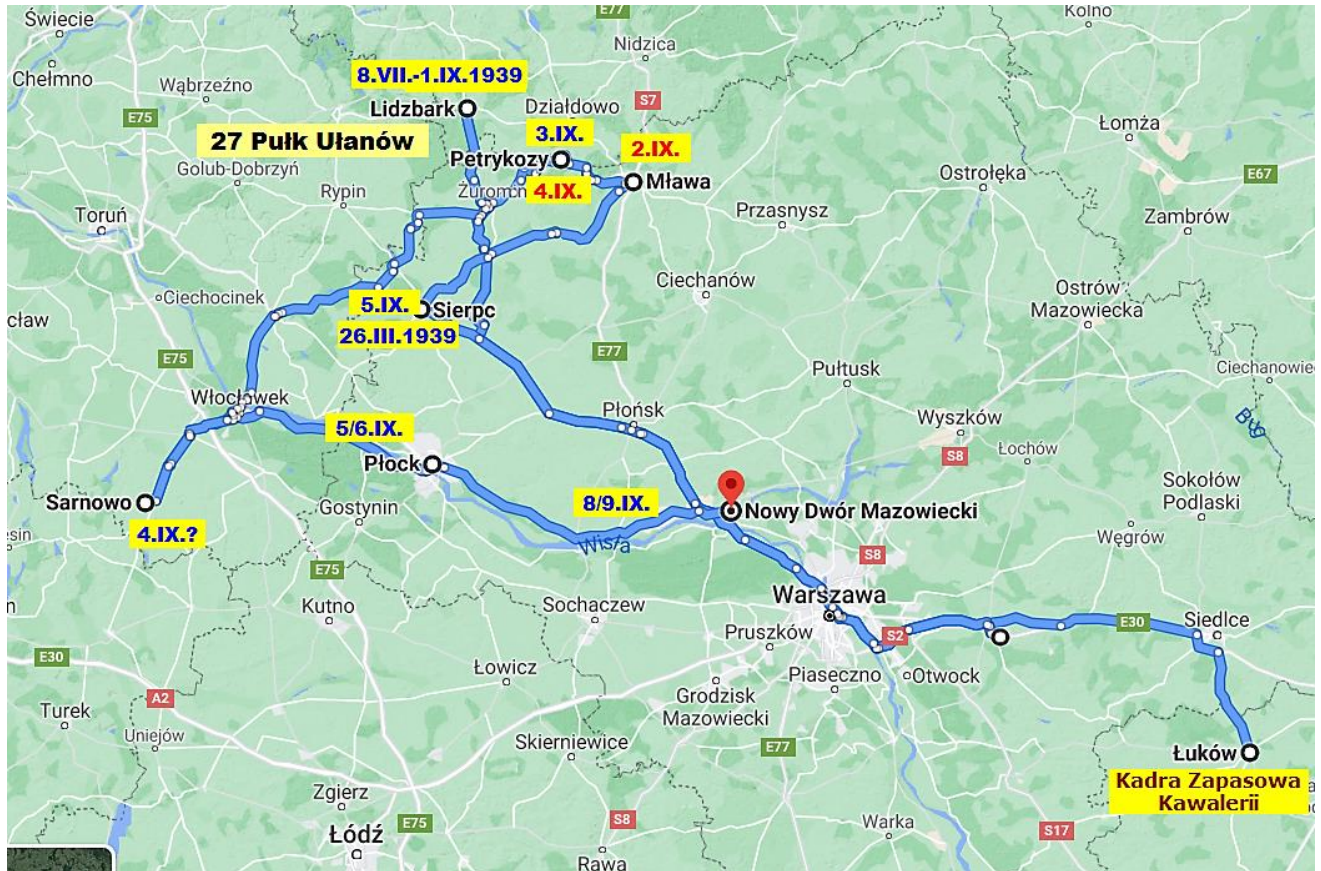 Świecie
E77
Kolno
Nidzica
Chełmno
Wąbrzeźno
8.VII.-1.IX.1939
Lidzbark
Działdowo
S7
E75
27 Pułk Ułanów
3.IX.
2.IX.
Łomża
Golub-Dobrzyń
Petrykozy
Żuromin
4.IX.
Mława
Ostrołęka
E67
Rypin
Toruń
Przasnysz
Zambrów
Ciechocinek
Ciechanów
Ostrów
Mazowiecka
cław
5.IX.
Sierpc
26.III.1939
E75
E77
Pułtusk
Ciechanowie
Włocławek
Płońsk
Wyszków
Bug
5/6.IX.
S8
Łochów
Płock
Sokołów
Podlaski
Sarnowo
Gostynin
8/9.IX.
Nowy Dwór Mazowiecki
4.IX.?
esin
Wisła
S8
Węgrów
E75
Kutno
Sochaczew
Warszawa
E30
Siedlce
Pruszków
S2
E30
Łowicz
Piaseczno
Otwock
A2
Grodzisk
Mazowiecki
Turek
Uniejów
Skierniewice
E77
Łuków
Kadra Zapasowa
Kawalerii
Zgierz
E75
S8
Warka
S17
Łódź
Rawa